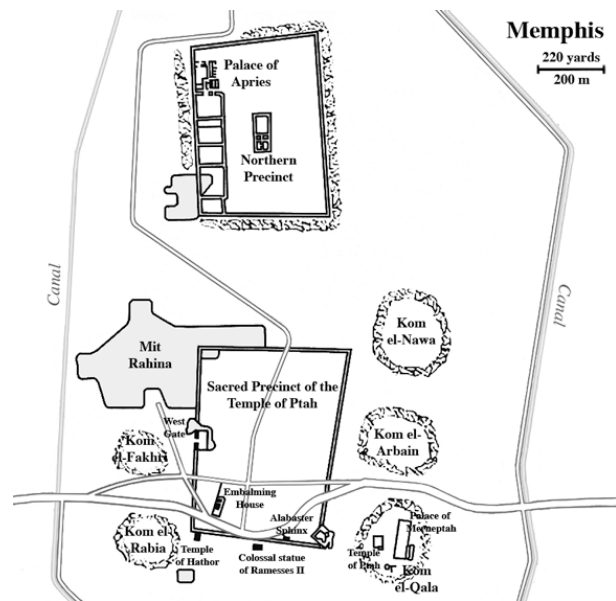 Memphis
220 yards
200 m
Palace of
Apries
Northern
Precinct
Canal
Canal
Kom
el-Nawa
Mit
Rahina
Sacred Precinct of the
Temple of Ptah
West
Gate
Kom
el-Fakhri
Kom el-
Arbain
Embalming
House
Alabaster
Sphinx
Palace of
Merneptah
Kom el-
Rabia
Temple
of Hathor
Colossal statue
of Ramesses II
Temple
of Ptah
Kom
el-Qala